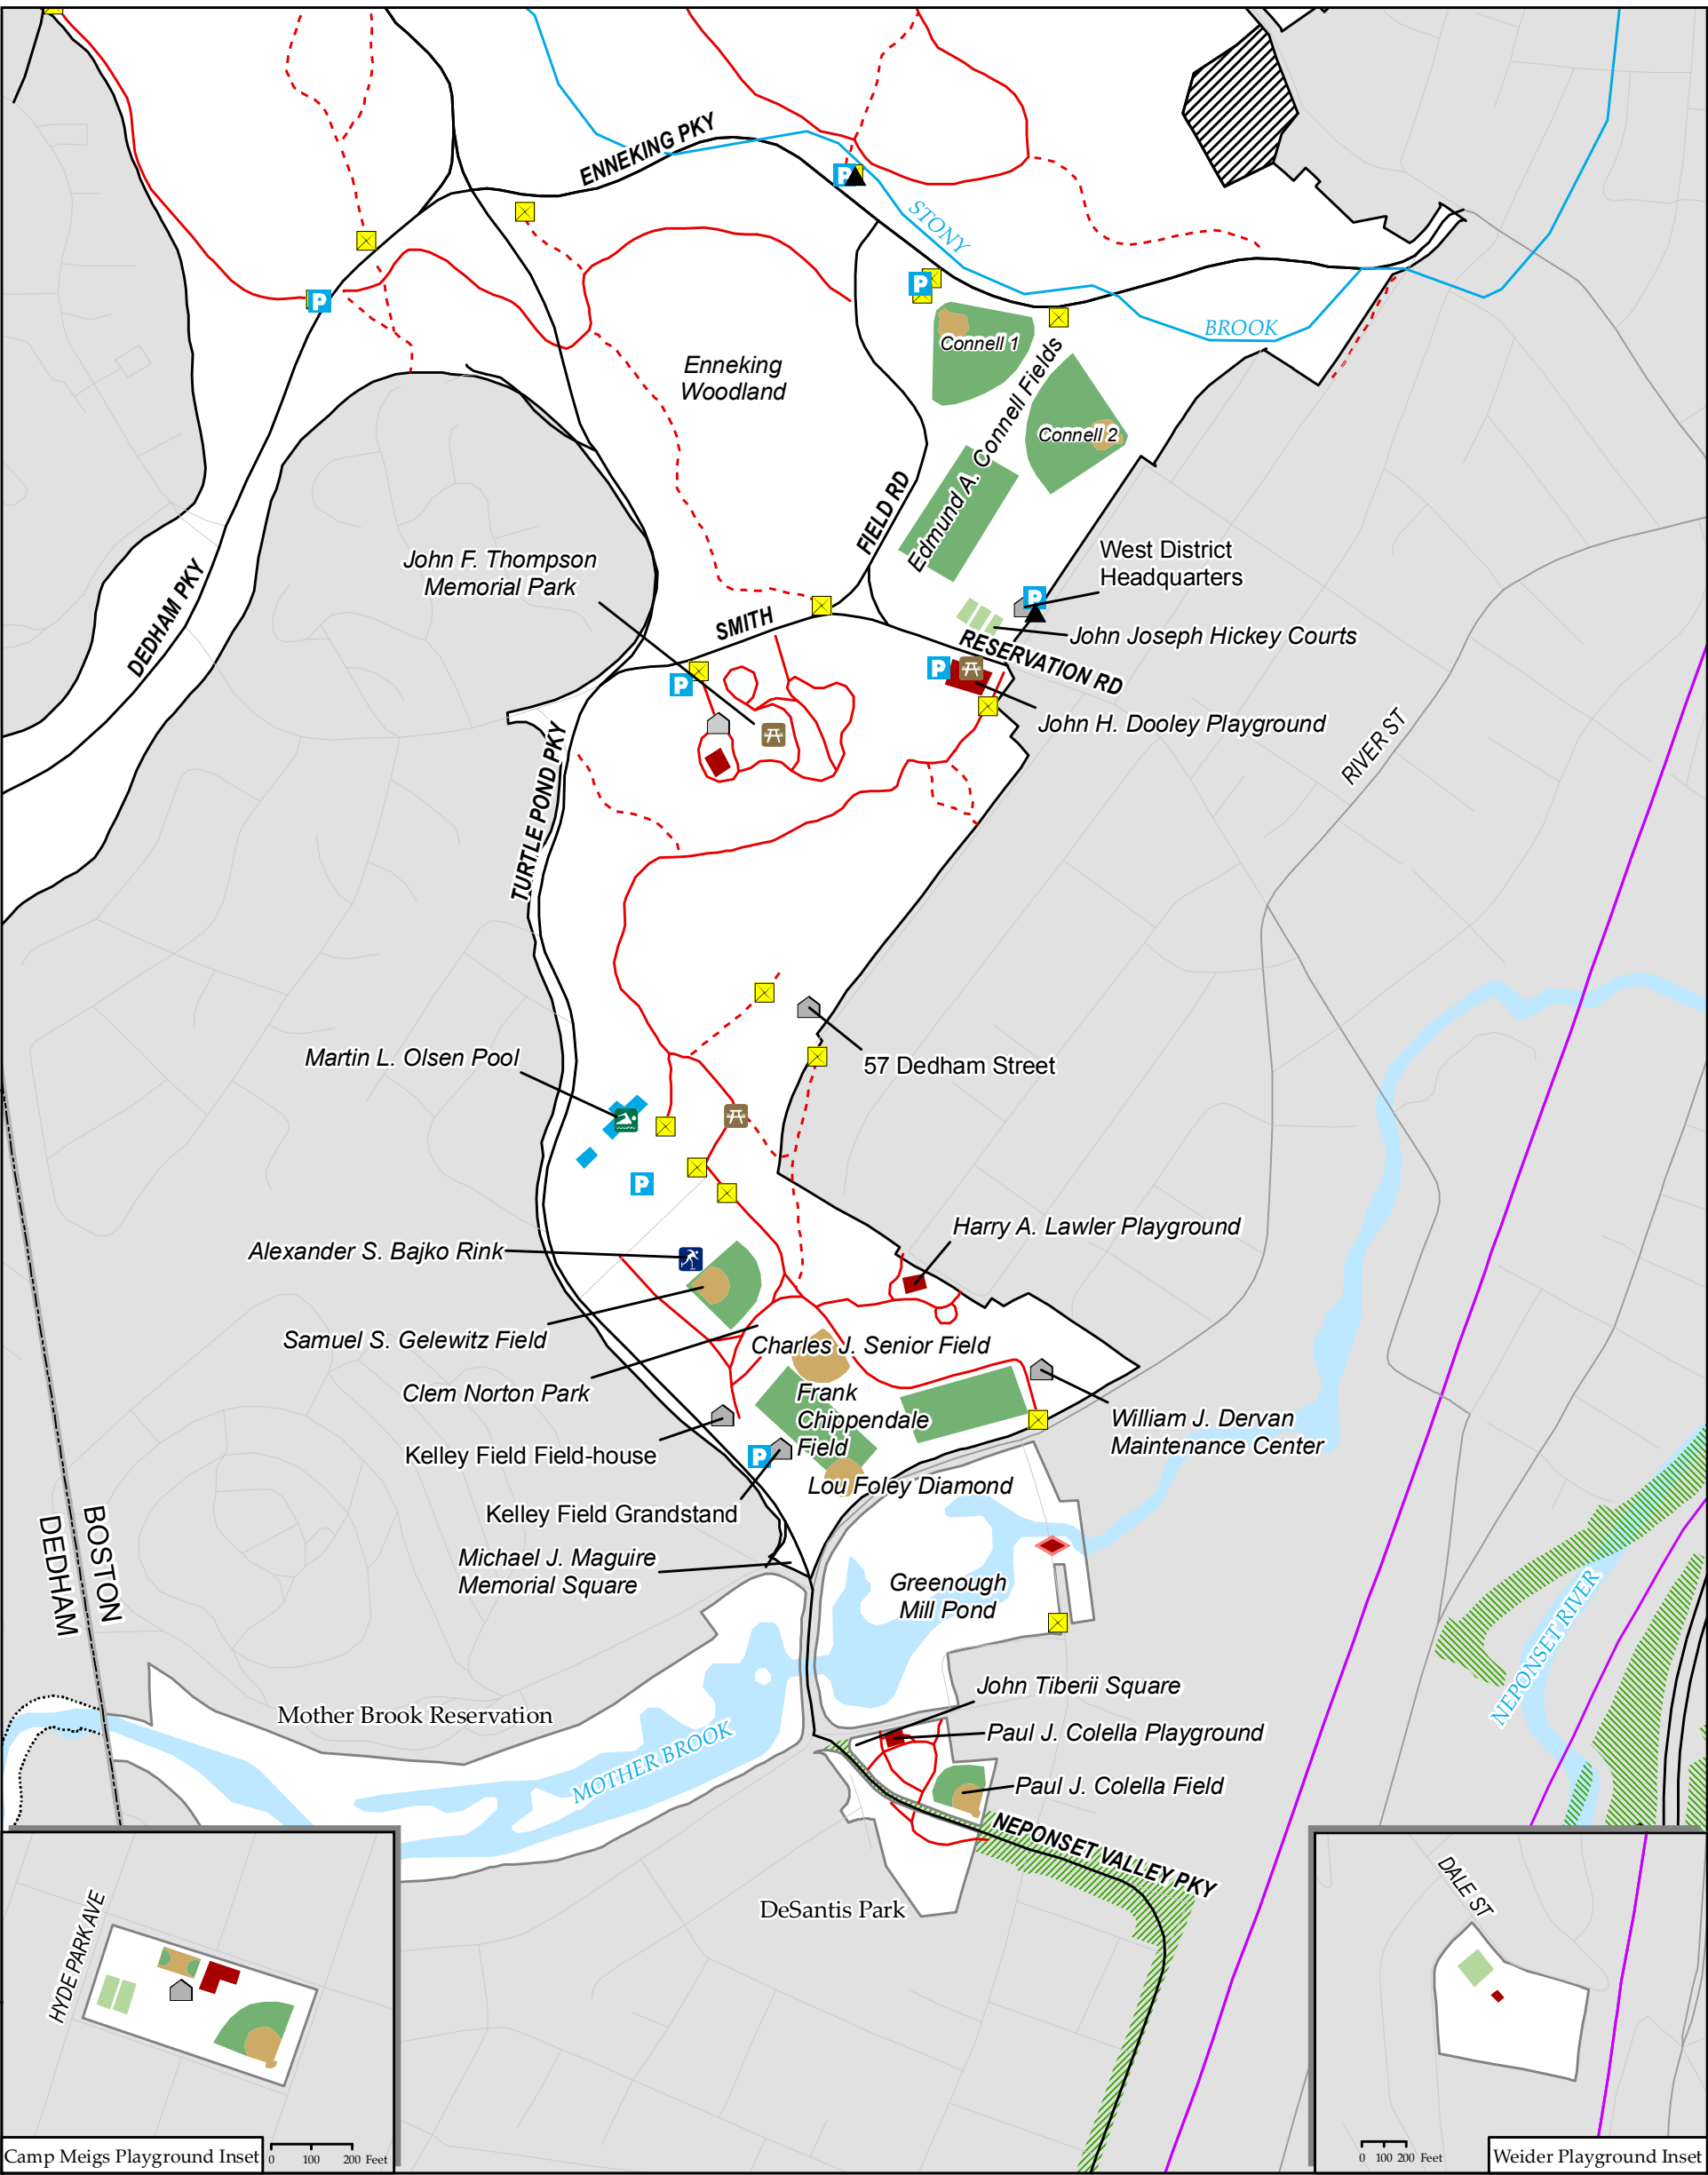 ENNEKING PKY
STONY
BROOK
P
P
P
Connell 1
Enneking
Woodland
Edmund A. Connell Fields
Connell 2
FIELD RD
John F. Thompson
Memorial Park
West District
Headquarters
P
DEDHAM PKY
SMITH
John Joseph Hickey Courts
RESERVATION RD
P
P
John H. Dooley Playground
RIVER ST
TURTLE POND PKY
Martin L. Olsen Pool
57 Dedham Street
P
Harry A. Lawler Playground
Alexander S. Bajko Rink
Samuel S. Gelewitz Field
Charles J. Senior Field
Clem Norton Park
Frank
Chippendale
Field
William J. Dervan
Maintenance Center
Kelley Field Field-house
P
Lou Foley Diamond
Kelley Field Grandstand
BOSTON
DEDHAM
Michael J. Maguire
Memorial Square
Greenough
Mill Pond
NEPONSET RIVER
John Tiberii Square
Mother Brook Reservation
Paul J. Colella Playground
MOTHER BROOK
Paul J. Colella Field
NEPONSET VALLEY PKY
DeSantis Park
HYDE PARK AVE
DALE ST
Camp Meigs Playground Inset
0 100 200 Feet
0 100 200 Feet
Weider Playground Inset